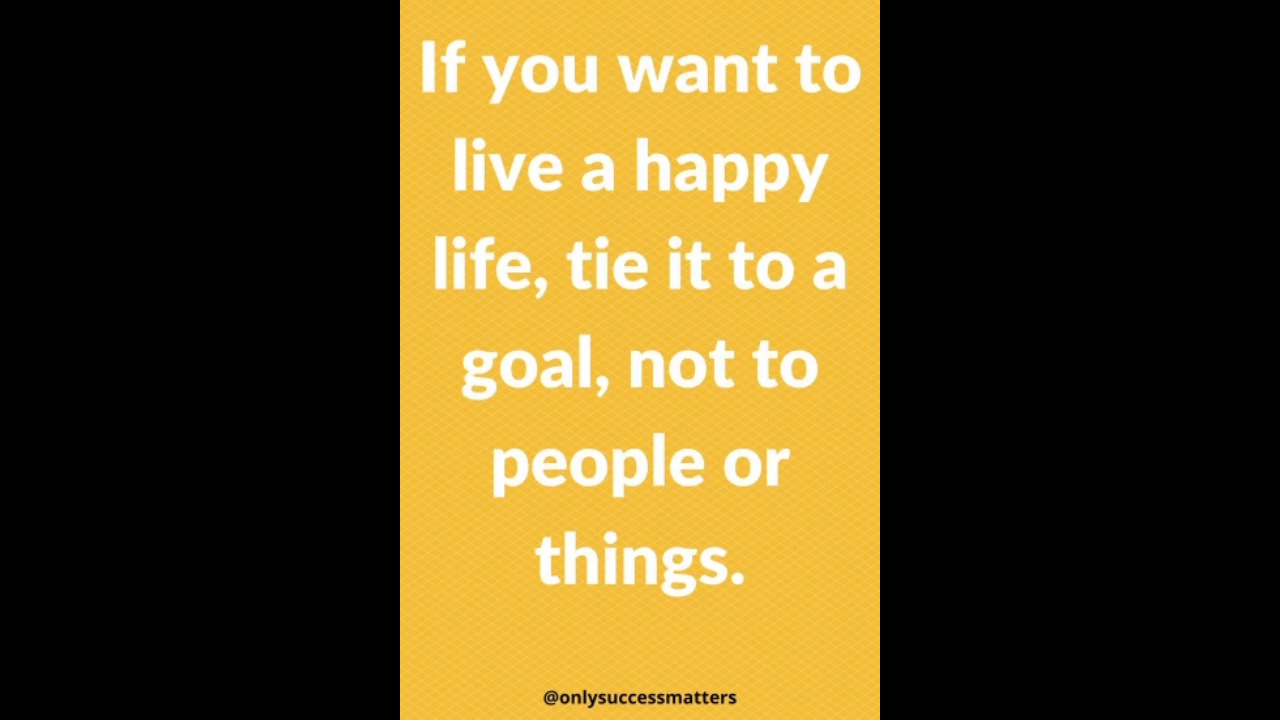 If you want to
live a happy
life, tie it to a
goal, not to
people or
things.
@onlysuccessmatters